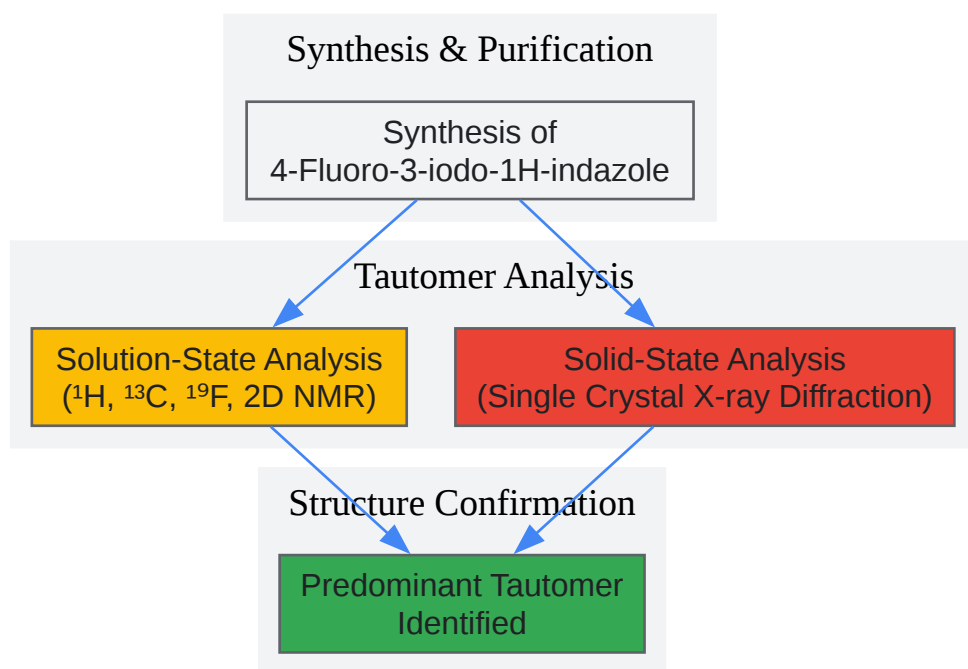 Synthesis & Purification
Synthesis of
4-Fluoro-3-iodo-1H-indazole
Tautomer Analysis
Solution-State Analysis
(¹H, ¹³C, ¹⁹F, 2D NMR)
Solid-State Analysis
(Single Crystal X-ray Diffraction)
Structure Confirmation
Predominant Tautomer
Identified